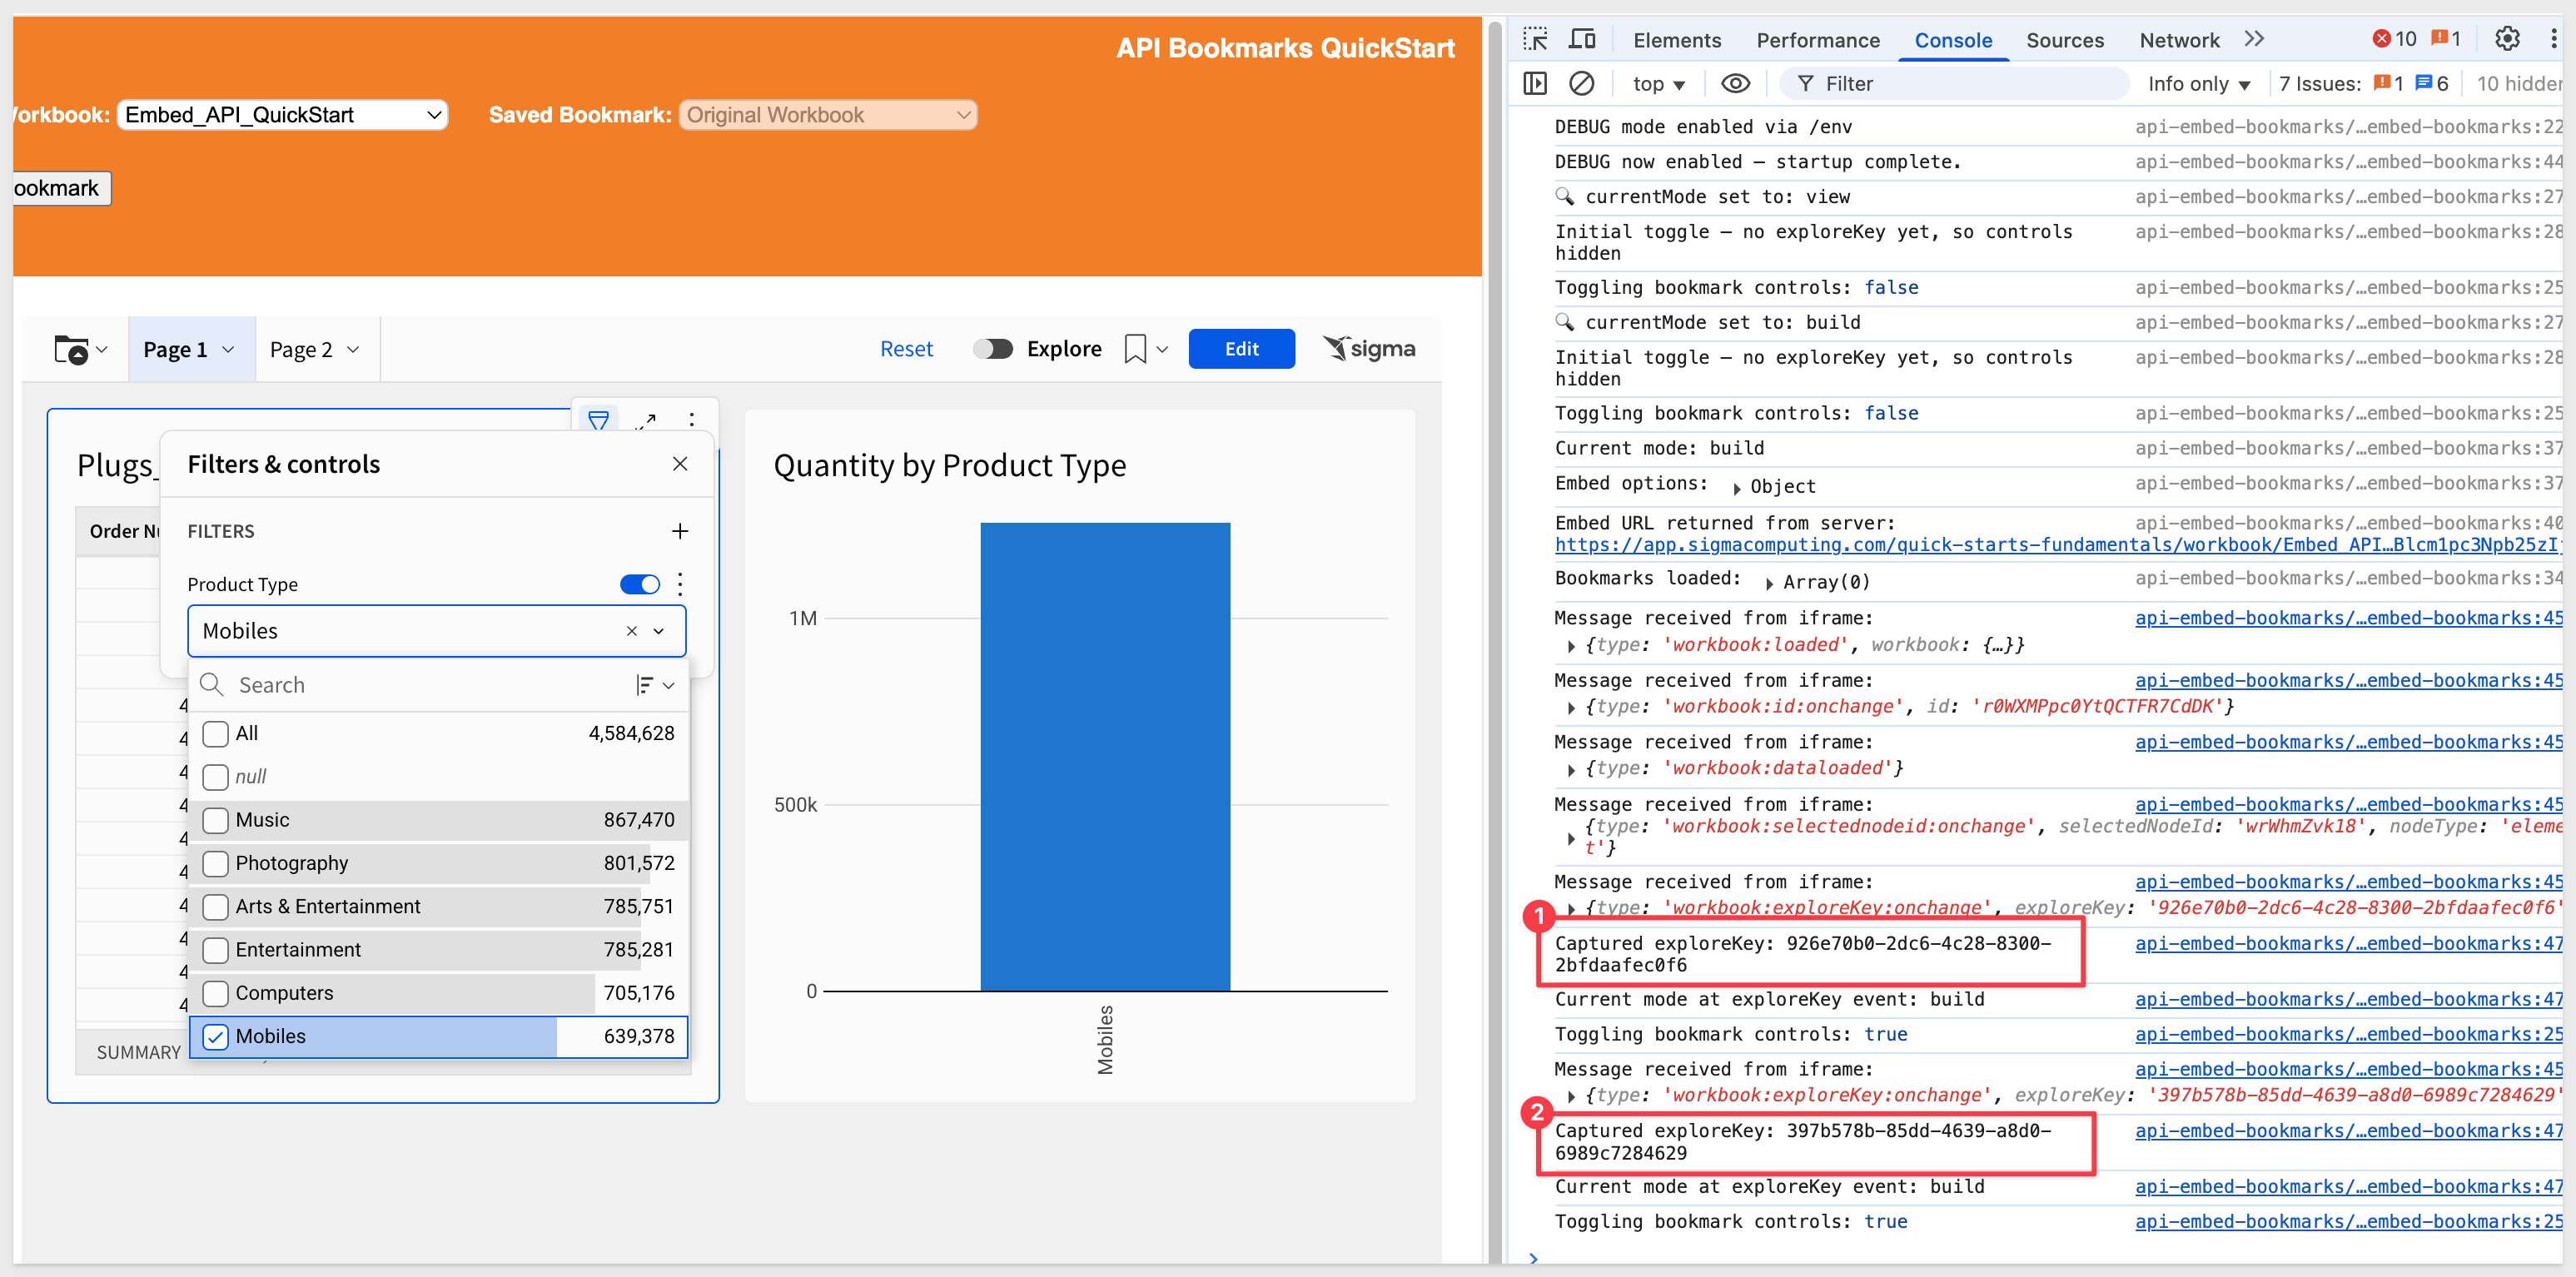 API Bookmarks QuickStart
Workbook: Embed_API_QuickStart
Saved Bookmark: Original Workbook
ookmark
Page 1
Page 2
Reset
Explore
Edit
sigma
Plugs_
Filters & controls
Order Nu
FILTERS
Product Type
Mobiles
Search
All 4,584,628
null
Music 867,470
Photography 801,572
Arts & Entertainment 785,751
Entertainment 785,281
Computers 705,176
Mobiles 639,378
4
4
4
4
4
4
4
4
4
4
SUMMARY
Quantity by Product Type
1M
500k
0
Mobiles
Elements Performance Console Sources Network 10 1
top Filter Info only 7 Issues: 1 6 10 hidden
DEBUG mode enabled via /env api-embed-bookmarks/…embed-bookmarks:22
DEBUG now enabled — startup complete. api-embed-bookmarks/…embed-bookmarks:44
🔍 currentMode set to: view api-embed-bookmarks/…embed-bookmarks:27
Initial toggle — no exploreKey yet, so controls api-embed-bookmarks/…embed-bookmarks:28
hidden
Toggling bookmark controls: false api-embed-bookmarks/…embed-bookmarks:25
🔍 currentMode set to: build api-embed-bookmarks/…embed-bookmarks:27
Initial toggle — no exploreKey yet, so controls api-embed-bookmarks/…embed-bookmarks:28
hidden
Toggling bookmark controls: false api-embed-bookmarks/…embed-bookmarks:25
Current mode: build api-embed-bookmarks/…embed-bookmarks:37
Embed options: ▶ Object api-embed-bookmarks/…embed-bookmarks:37
Embed URL returned from server: api-embed-bookmarks/…embed-bookmarks:40
https://app.sigmacomputing.com/quick-starts-fundamentals/workbook/Embed_API…Blcm1pc3Npb25zIj
Bookmarks loaded: ▶ Array(0) api-embed-bookmarks/…embed-bookmarks:34
Message received from iframe: api-embed-bookmarks/…embed-bookmarks:45
▶ {type: 'workbook:loaded', workbook: {…}}
Message received from iframe: api-embed-bookmarks/…embed-bookmarks:45
▶ {type: 'workbook:id:onchange', id: 'r0WXMPpc0YtQCTFR7CdDK'}
Message received from iframe: api-embed-bookmarks/…embed-bookmarks:45
▶ {type: 'workbook:dataloaded'}
Message received from iframe: api-embed-bookmarks/…embed-bookmarks:45
▶ {type: 'workbook:selectednodeid:onchange', selectedNodeId: 'wrWhmZvk18', nodeType: 'eleme
t'}
Message received from iframe: api-embed-bookmarks/…embed-bookmarks:45
▶ {type: 'workbook:exploreKey:onchange', exploreKey: '926e70b0-2dc6-4c28-8300-2bfdaafec0f6'
1
Captured exploreKey: 926e70b0-2dc6-4c28-8300- api-embed-bookmarks/…embed-bookmarks:47
2bfdaafec0f6
Current mode at exploreKey event: build api-embed-bookmarks/…embed-bookmarks:47
Toggling bookmark controls: true api-embed-bookmarks/…embed-bookmarks:25
Message received from iframe: api-embed-bookmarks/…embed-bookmarks:45
▶ {type: 'workbook:exploreKey:onchange', exploreKey: '397b578b-85dd-4639-a8d0-6989c7284629'
2
Captured exploreKey: 397b578b-85dd-4639-a8d0- api-embed-bookmarks/…embed-bookmarks:47
6989c7284629
Current mode at exploreKey event: build api-embed-bookmarks/…embed-bookmarks:47
Toggling bookmark controls: true api-embed-bookmarks/…embed-bookmarks:25